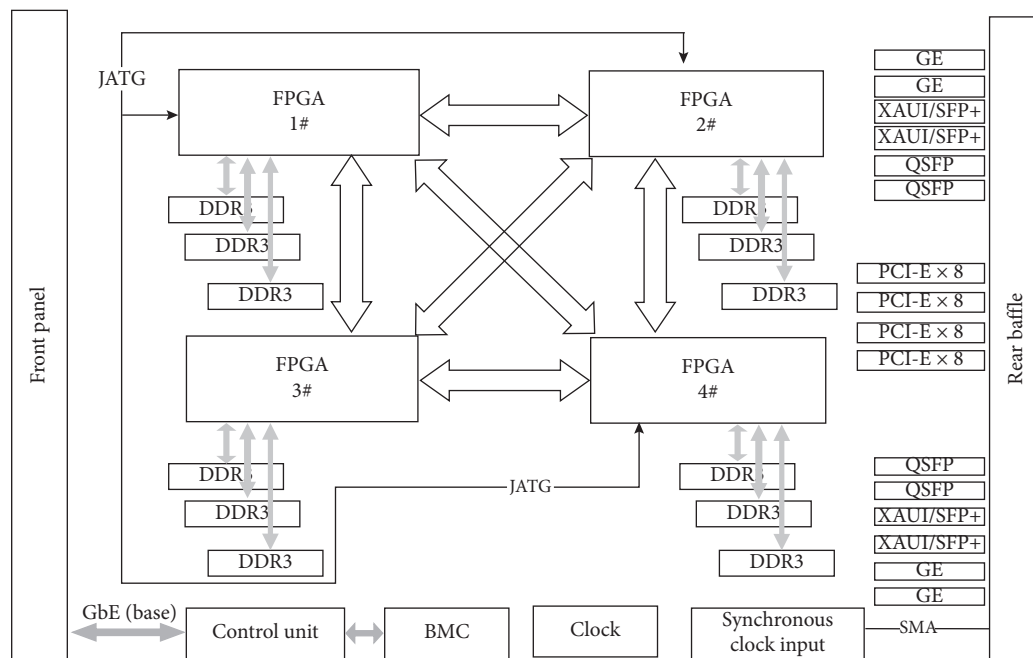 Front panel
JATG
FPGA
1#
FPGA
2#
DDR3
DDR3
DDR3
DDR3
DDR3
DDR3
FPGA
3#
FPGA
4#
DDR3
DDR3
DDR3
DDR3
DDR3
DDR3
JATG
GE
GE
XAUI/SFP+
XAUI/SFP+
QSFP
QSFP
PCI-E × 8
PCI-E × 8
PCI-E × 8
PCI-E × 8
QSFP
QSFP
XAUI/SFP+
XAUI/SFP+
GE
GE
Rear baffle
GbE (base)
Control unit
BMC
Clock
Synchronous
clock input
SMA